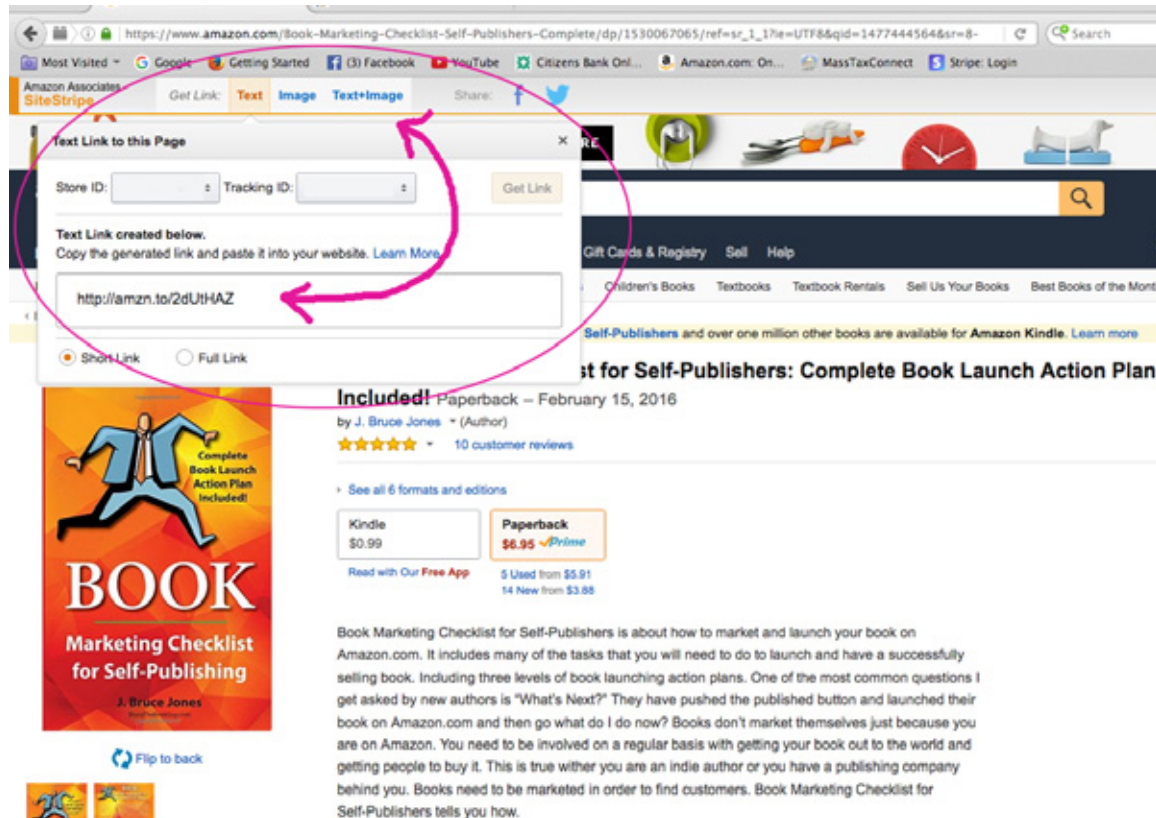 https://www.amazon.com/Book-Marketing-Checklist-Self-Publishers-Complete/dp/1530067065/ref=sr_1_1?ie=UTF8&qid=1477444564&sr=8-
Search
Most Visited
Google
Getting Started
(3) Facebook
YouTube
Citizens Bank Onl...
Amazon.com: On...
MassTaxConnect
Stripe: Login
Amazon Associates
SiteStripe
Get Link:
Text
Image
Text+Image
Share:
Text Link to this Page
×
RE
Store ID:
Tracking ID:
Get Link
Text Link created below.
Copy the generated link and paste it into your website. Learn More
http://amzn.to/2dUtHAZ
Short Link
Full Link
Gift Cards & Registry Sell Help
Children's Books Textbooks Textbook Rentals Sell Us Your Books Best Books of the Mont
Self-Publishers and over one million other books are available for Amazon Kindle. Learn more
st for Self-Publishers: Complete Book Launch Action Plan
Included! Paperback – February 15, 2016
by J. Bruce Jones (Author)
10 customer reviews
See all 6 formats and editions
Kindle
$0.99
Paperback
$6.95 Prime
Read with Our Free App
5 Used from $5.91
14 New from $3.88
Complete
Book Launch
Action Plan
Included!
BOOK
Marketing Checklist
for Self-Publishing
J. Bruce Jones
Flip to back
Book Marketing Checklist for Self-Publishers is about how to market and launch your book on
Amazon.com. It includes many of the tasks that you will need to do to launch and have a successfully
selling book. Including three levels of book launching action plans. One of the most common questions I
get asked by new authors is "What's Next?" They have pushed the published button and launched their
book on Amazon.com and then go what do I do now? Books don't market themselves just because you
are on Amazon. You need to be involved on a regular basis with getting your book out to the world and
getting people to buy it. This is true wither you are an indie author or you have a publishing company
behind you. Books need to be marketed in order to find customers. Book Marketing Checklist for
Self-Publishers tells you how.